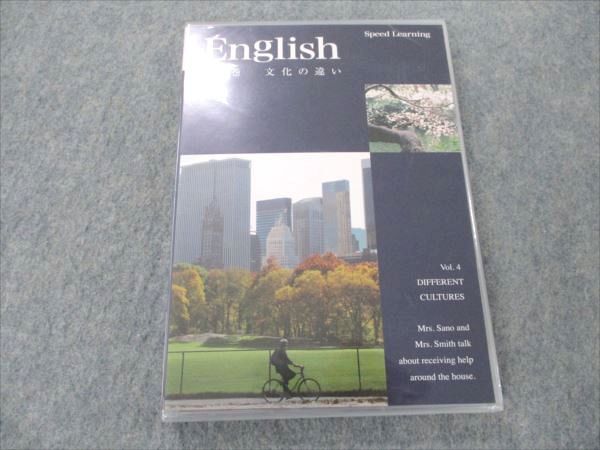 Speed Learning
English
巻 文化の違い
Vol. 4
DIFFERENT
CULTURES
Mrs. Sano and
Mrs. Smith talk
about receiving help
around the house.